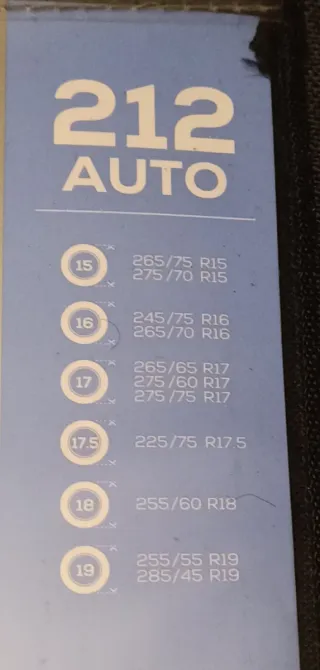 212
AUTO
15
265/75 R15
275/70 R15
16
245/75 R16
265/70 R16
17
265/65 R17
275/60 R17
275/75 R17
17.5
225/75 R17.5
18
255/60 R18
19
255/55 R19
285/45 R19